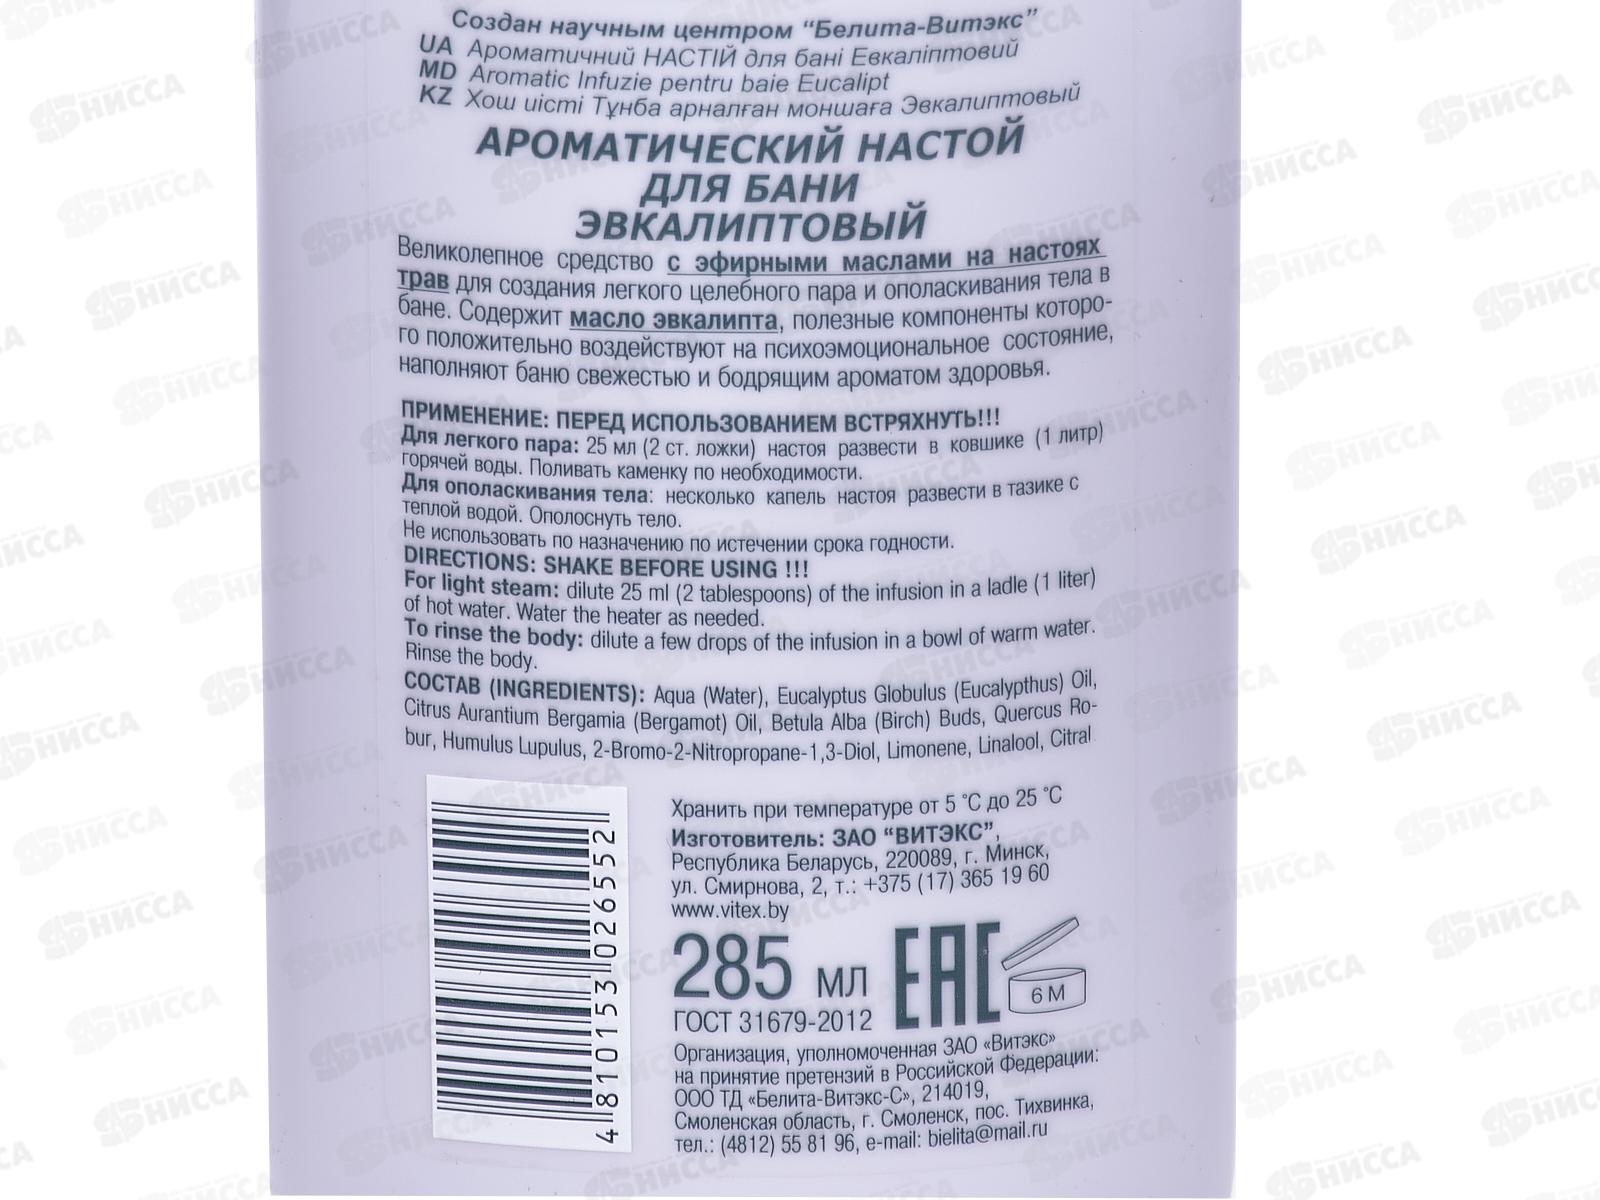 Создан научным центром “Белита-Витэкс”
UA Ароматичний НАСТІЙ для бані Евкаліптовий
MD Aromatic Infuzie pentru baie Eucalipt
KZ Хош иісті Тұнба арналған моншаға Эвкалиптовый
АРОМАТИЧЕСКИЙ НАСТОЙ
ДЛЯ БАНИ
ЭВКАЛИПТОВЫЙ
Великолепное средство с эфирными маслами на настоях
трав для создания легкого целебного пара и ополаскивания тела в
бане. Содержит масло эвкалипта, полезные компоненты которо-
го положительно воздействуют на психоэмоциональное состояние,
наполняют баню свежестью и бодрящим ароматом здоровья.
ПРИМЕНЕНИЕ: ПЕРЕД ИСПОЛЬЗОВАНИЕМ ВСТРЯХНУТЬ!!!
Для легкого пара: 25 мл (2 ст. ложки) настоя развести в ковшике (1 литр)
горячей воды. Поливать каменку по необходимости.
Для ополаскивания тела: несколько капель настоя развести в тазике с
теплой водой. Ополоснуть тело.
Не использовать по назначению по истечении срока годности.
DIRECTIONS: SHAKE BEFORE USING !!!
For light steam: dilute 25 ml (2 tablespoons) of the infusion in a ladle (1 liter)
of hot water. Water the heater as needed.
To rinse the body: dilute a few drops of the infusion in a bowl of warm water.
Rinse the body.
СОСТАВ (INGREDIENTS): Aqua (Water), Eucalyptus Globulus (Eucalypthus) Oil,
Citrus Aurantium Bergamia (Bergamot) Oil, Betula Alba (Birch) Buds, Quercus Ro-
bur, Humulus Lupulus, 2-Bromo-2-Nitropropane-1,3-Diol, Limonene, Linalool, Citral
4 810153 026552
Хранить при температуре от 5 °C до 25 °C
Изготовитель: ЗАО “ВИТЭКС”,
Республика Беларусь, 220089, г. Минск,
ул. Смирнова, 2, т.: +375 (17) 365 19 60
www.vitex.by
285 мл
EAC
6 M
ГОСТ 31679-2012
Организация, уполномоченная ЗАО «Витэкс»
на принятие претензий в Российской Федерации:
ООО ТД «Белита-Витэкс-С», 214019,
Смоленская область, г. Смоленск, пос. Тихвинка,
тел.: (4812) 55 81 96, e-mail: bielita@mail.ru
НИССА